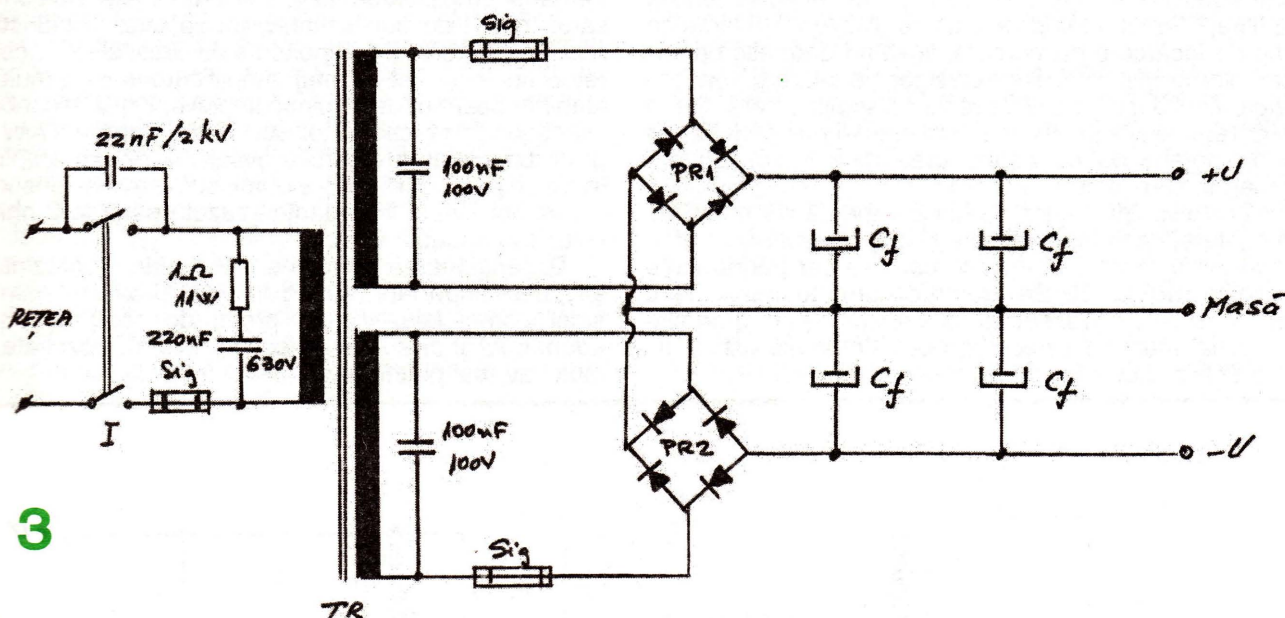 Sig
22nF/2kV
100nF
100V
PR1
+U
Cf
Cf
1Ω
11W
REȚEA
220nF
630V
Masă
Sig
I
Cf
Cf
100nF
100V
PR2
-U
3
Sig
TR